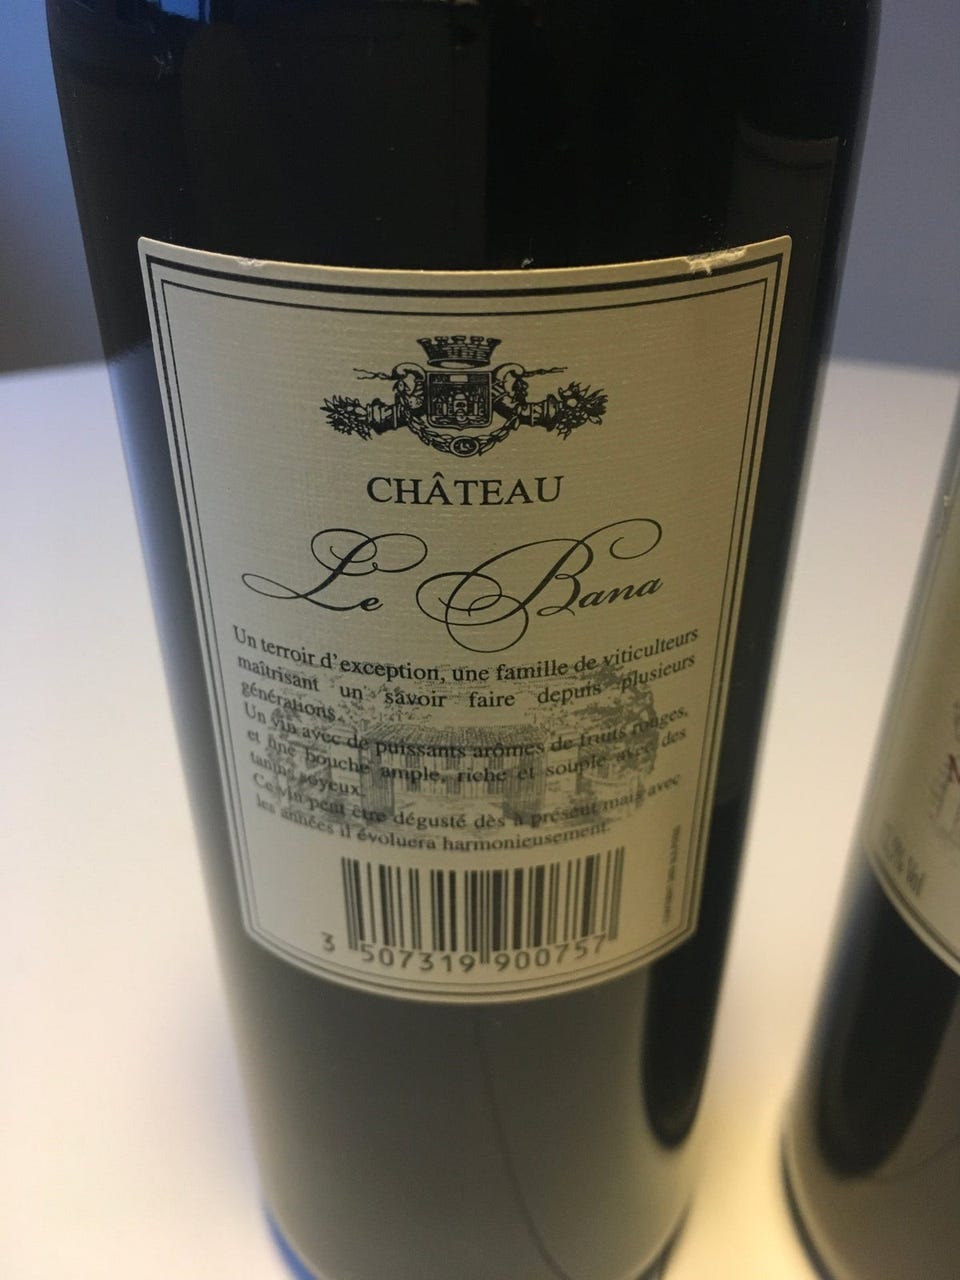 CHÂTEAU
Le Bana
Un terroir d'exception, une famille de viticulteurs
maîtrisant un savoir faire depuis plusieurs
générations.
Un vin avec de puissants arômes de fruits rouges,
et fine bouche ample, riche et souple avec des
tanins soyeux.
Ce vin peut être dégusté dès à présent mais avec
les années il évoluera harmonieusement.
3 507319 900757
% Vol